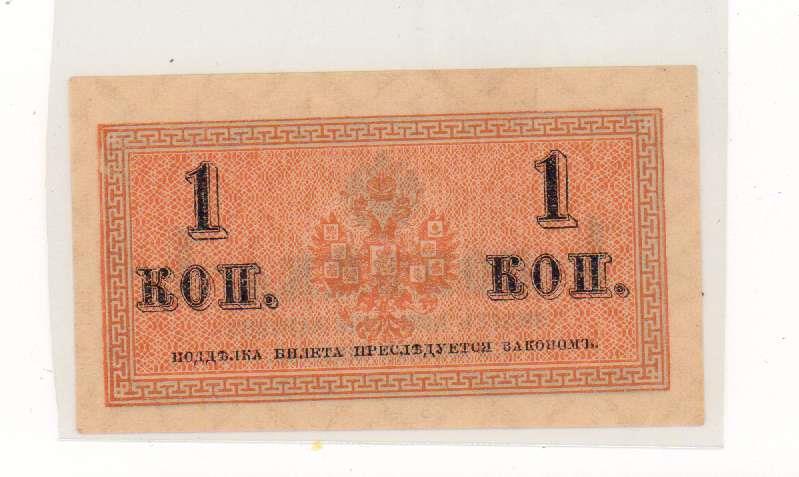 1 1
КОП. КОП.
ПОДДѢЛКА БИЛЕТА ПРЕСЛѢДУЕТСЯ ЗАКОНОМЪ.